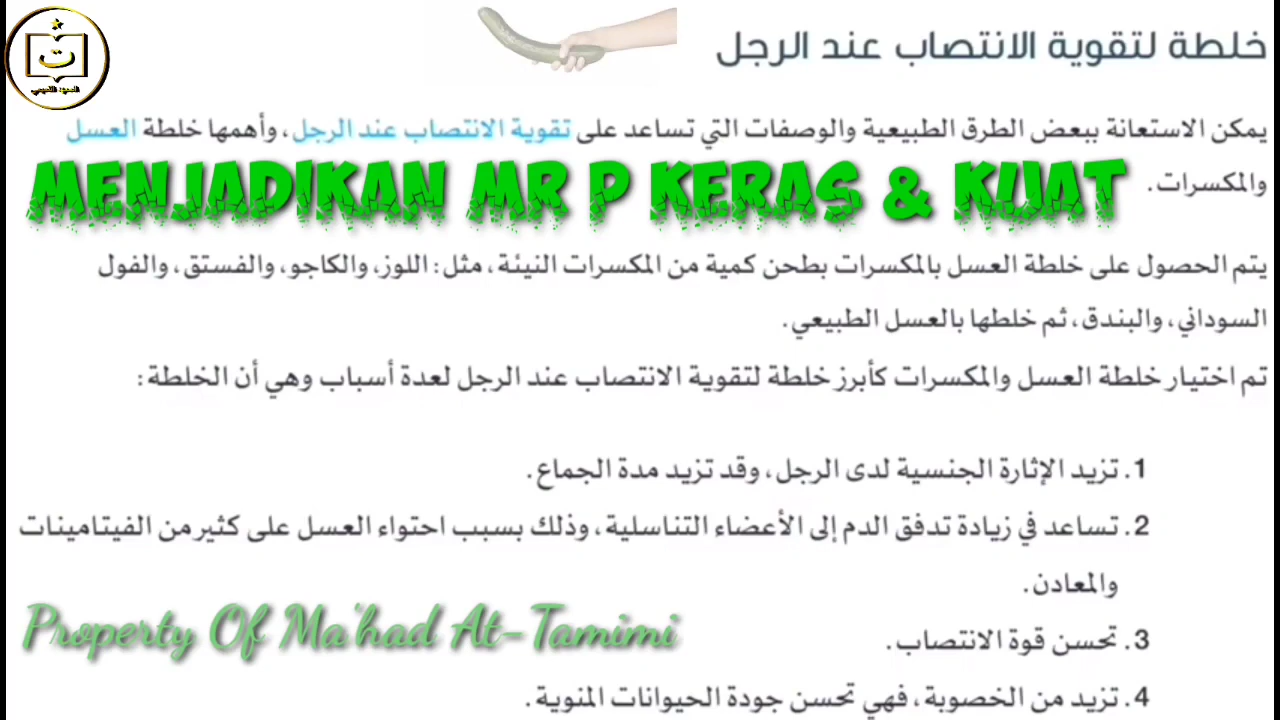 ت
خلطة لتقوية الانتصاب عند الرجل
يمكن الاستعانة ببعض الطرق الطبيعية والوصفات التي تساعد على تقوية الانتصاب عند الرجل، وأهمها خلطة العسل
والمكسرات.
MENJADIKAN MR P KERAS & KUAT
يتم الحصول على خلطة العسل بالمكسرات بطحن كمية من المكسرات النيئة، مثل: اللوز، والكاجو، والفستق، والفول
السوداني، والبندق، ثم خلطها بالعسل الطبيعي.
تم اختيار خلطة العسل والمكسرات كأبرز خلطة لتقوية الانتصاب عند الرجل لعدة أسباب وهي أن الخلطة:
1. تزيد الإثارة الجنسية لدى الرجل، وقد تزيد مدة الجماع.
2. تساعد في زيادة تدفق الدم إلى الأعضاء التناسلية، وذلك بسبب احتواء العسل على كثير من الفيتامينات
والمعادن.
3. تحسن قوة الانتصاب.
4. تزيد من الخصوبة، فهي تحسن جودة الحيوانات المنوية.
Property Of Ma'had At-Tamimi